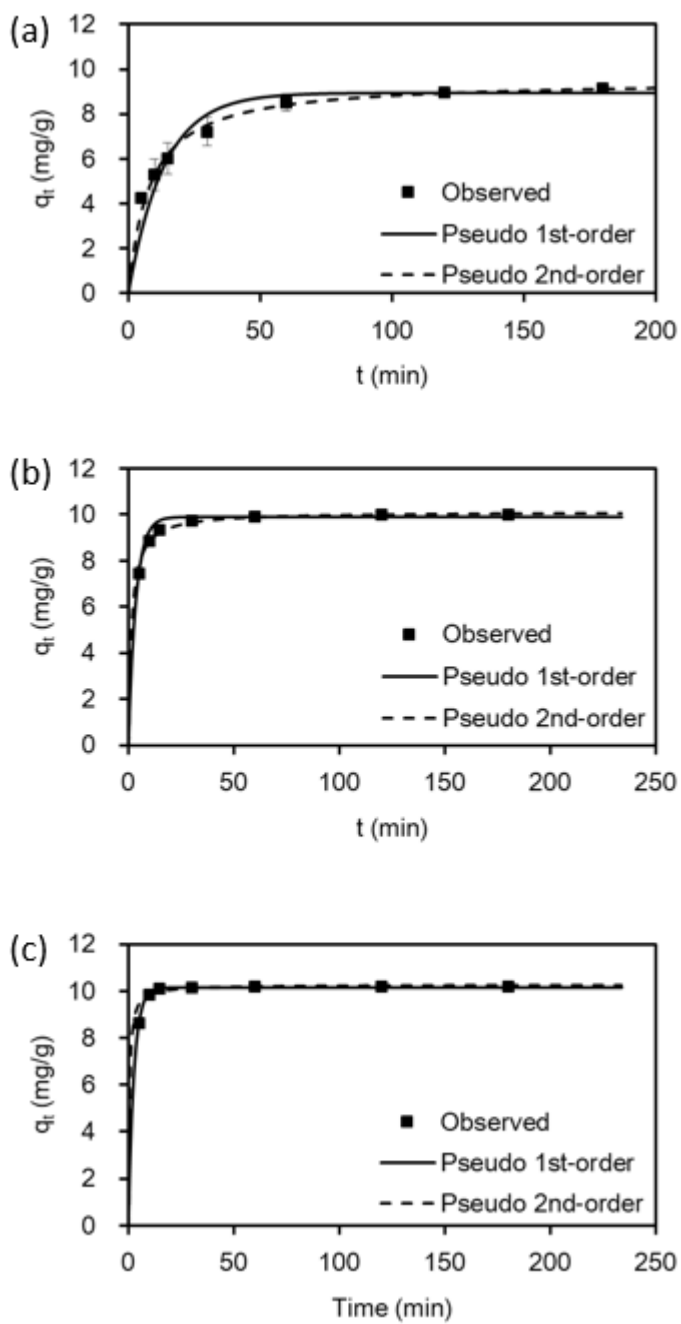 (a)
12
10
8
6
4
2
0
qt (mg/g)
Observed
Pseudo 1st-order
Pseudo 2nd-order
0 50 100 150 200
t (min)
(b)
12
10
8
6
4
2
0
qt (mg/g)
Observed
Pseudo 1st-order
Pseudo 2nd-order
0 50 100 150 200 250
t (min)
(c)
12
10
8
6
4
2
0
qt (mg/g)
Observed
Pseudo 1st-order
Pseudo 2nd-order
0 50 100 150 200 250
Time (min)